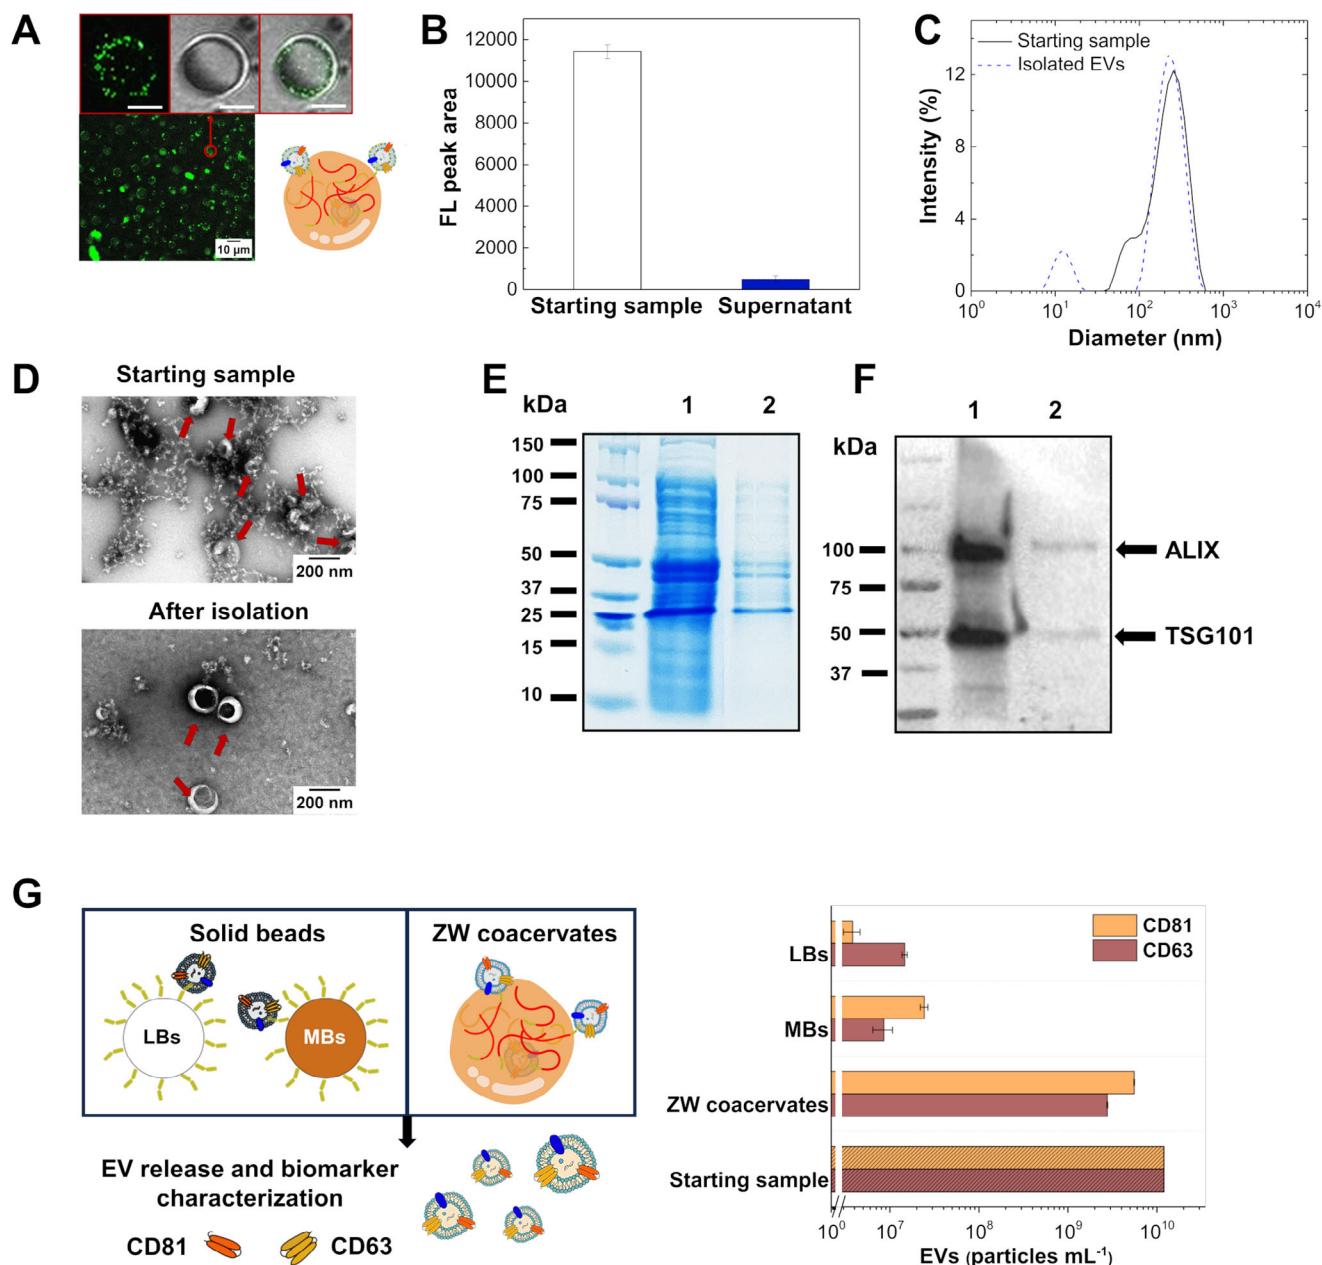 A
10 µm
B
FL peak area
12000
10000
8000
6000
4000
2000
0
Starting sample
Supernatant
C
Intensity (%)
12
8
4
0
Starting sample
Isolated EVs
10⁰
10¹
10²
10³
10⁴
Diameter (nm)
D
Starting sample
200 nm
After isolation
200 nm
E
kDa
1
2
150
100
75
50
37
25
15
10
F
kDa
1
2
100
75
50
37
ALIX
TSG101
G
Solid beads
ZW coacervates
LBs
MBs
EV release and biomarker
characterization
CD81
CD63
CD81
CD63
LBs
MBs
ZW coacervates
Starting sample
10⁰
10⁷
10⁸
10⁹
10¹⁰
EVs (particles mL⁻¹)